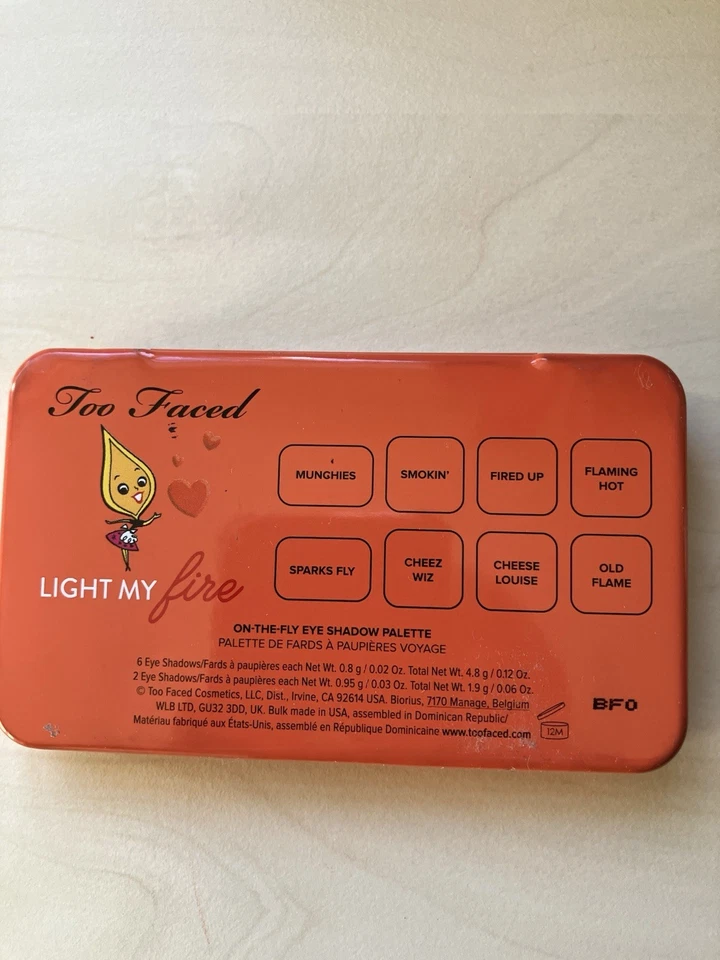 Too Faced
LIGHT MY fire
MUNGHIES
SMOKIN'
FIRED UP
FLAMING
HOT
SPARKS FLY
CHEEZ
WIZ
CHEESE
LOUISE
OLD
FLAME
ON-THE-FLY EYE SHADOW PALETTE
PALETTE DE FARDS À PAUPIÈRES VOYAGE
6 Eye Shadows/Fards à paupières each Net Wt. 0.8 g / 0.02 Oz. Total Net Wt. 4.8 g / 0.12 Oz.
2 Eye Shadows/Fards à paupières each Net Wt. 0.95 g / 0.03 Oz. Total Net Wt. 1.9 g / 0.06 Oz.
© Too Faced Cosmetics, LLC, Dist., Irvine, CA 92614 USA. Biorius, 7170 Manage, Belgium
WLB LTD, GU32 3DD, UK. Bulk made in USA, assembled in Dominican Republic/
Matériau fabriqué aux États-Unis, assemblé en République Dominicaine www.toofaced.com
12M
BF0